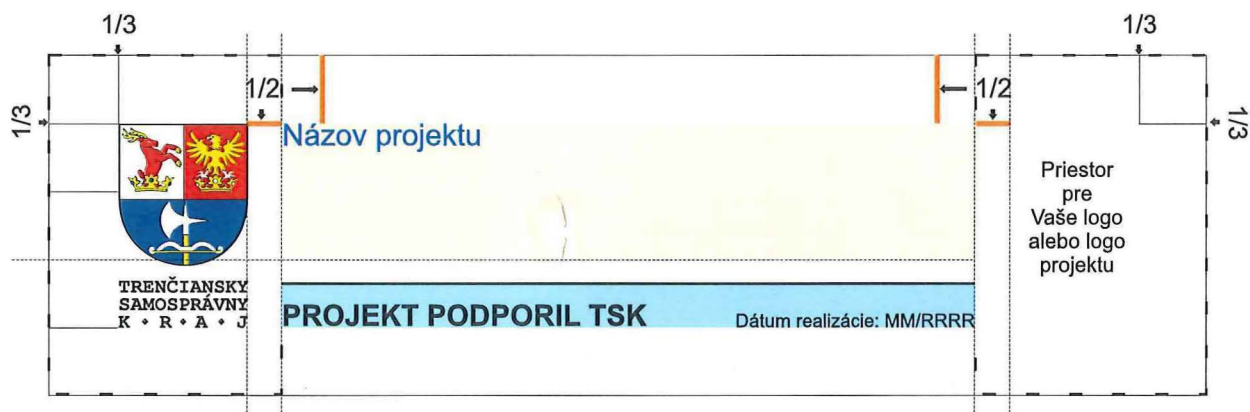 1/3
1/3
1/2
1/2
1/3
1/3
Názov projektu
Priestor
pre
Vaše logo
alebo logo
projektu
TRENČIANSKY
SAMOSPRÁVNY
K • R • A • J
PROJEKT PODPORIL TSK
Dátum realizácie: MM/RRRR